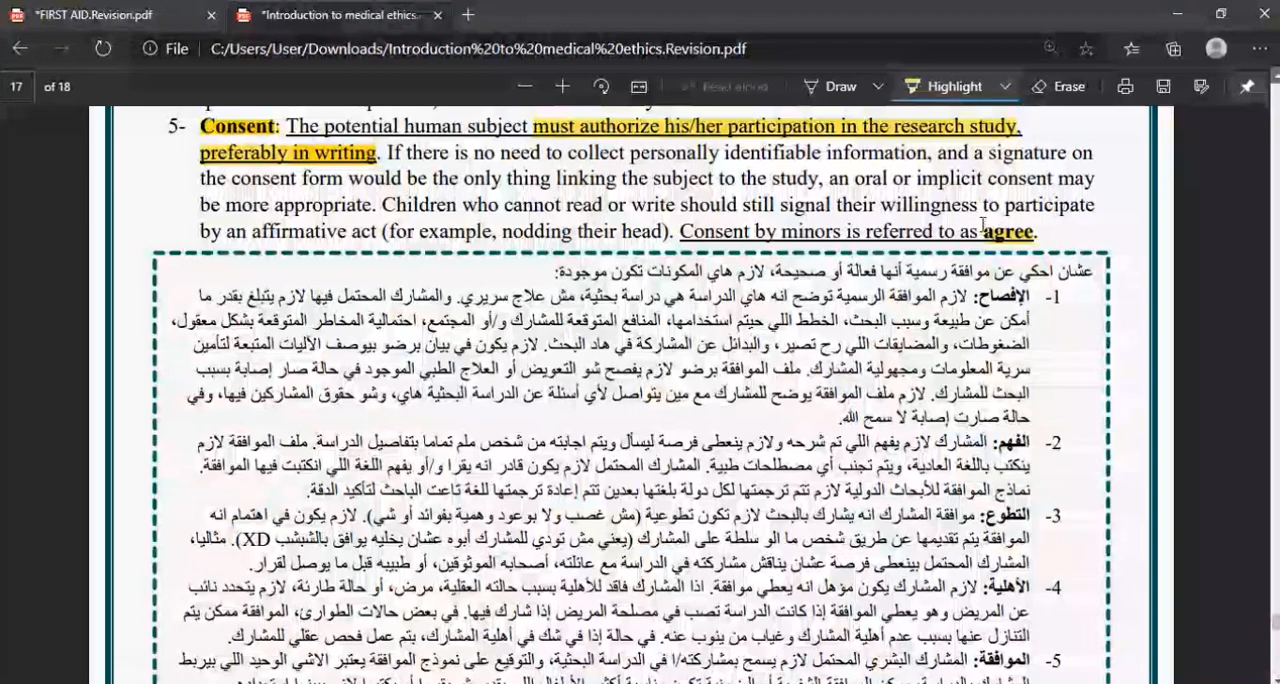 *FIRST AID.Revision.pdf
*Introduction to medical ethics.
File C:/Users/User/Downloads/Introduction%20to%20medical%20ethics.Revision.pdf
17 of 18
Read aloud
Draw
Highlight
Erase
5- Consent: The potential human subject must authorize his/her participation in the research study,
preferably in writing. If there is no need to collect personally identifiable information, and a signature on
the consent form would be the only thing linking the subject to the study, an oral or implicit consent may
be more appropriate. Children who cannot read or write should still signal their willingness to participate
by an affirmative act (for example, nodding their head). Consent by minors is referred to as agree.
عشان احكي عن موافقة رسمية أنها فعالة أو صحيحة، لازم هاي المكونات تكون موجودة:
1- الإفصاح: لازم الموافقة الرسمية توضح انه هاي الدراسة هي دراسة بحثية، مش علاج سريري. والمشارك المحتمل فيها لازم يتبلغ بقدر ما
أمكن عن طبيعة وسبب البحث، الخطط اللي حيتم استخدامها، المنافع المتوقعة للمشارك و/أو المجتمع، احتمالية المخاطر المتوقعة بشكل معقول،
الضغوطات، والمضايقات اللي رح تصير، والبدائل عن المشاركة في هاد البحث. لازم يكون في بيان برضو بيوصف الآليات المتبعة لتأمين
سرية المعلومات ومجهولية المشارك. ملف الموافقة برضو لازم يفصح شو التعويض أو العلاج الطبي الموجود في حالة صار إصابة بسبب
البحث للمشارك. لازم ملف الموافقة يوضح للمشارك مع مين يتواصل لأي أسئلة عن الدراسة البحثية هاي، وشو حقوق المشاركين فيها، وفي
حالة صارت إصابة لا سمح الله.
2- الفهم: المشارك لازم يفهم اللي تم شرحه ولازم ينعطى فرصة ليسأل ويتم اجابته من شخص ملم تماما بتفاصيل الدراسة. ملف الموافقة لازم
ينكتب باللغة العادية، ويتم تجنب أي مصطلحات طبية. المشارك المحتمل لازم يكون قادر انه يقرا و/أو يفهم اللغة اللي انكتبت فيها الموافقة.
نماذج الموافقة للأبحاث الدولية لازم تتم ترجمتها لكل دولة بلغتها بعدين تتم إعادة ترجمتها للغة تاعت الباحث لتأكيد الدقة.
3- التطوع: موافقة المشارك انه يشارك بالبحث لازم تكون تطوعية (مش غصب ولا بوعود وهمية بفوائد أو شي). لازم يكون في اهتمام انه
الموافقة يتم تقديمها عن طريق شخص ما الو سلطة على المشارك (يعني مش تودي للمشارك أبوه عشان يخليه يوافق بالشبشب XD). مثاليا،
المشارك المحتمل بينعطى فرصة عشان يناقش مشاركته في الدراسة مع عائلته، أصحابه الموثوقين، أو طبيبه قبل ما يوصل لقرار.
4- الأهلية: لازم المشارك يكون مؤهل انه يعطي موافقة. اذا المشارك فاقد للأهلية بسبب حالته العقلية، مرض، أو حالة طارئة، لازم يتحدد نائب
عن المريض وهو يعطي الموافقة إذا كانت الدراسة تصب في مصلحة المريض إذا شارك فيها. في بعض حالات الطوارئ، الموافقة ممكن يتم
التنازل عنها بسبب عدم أهلية المشارك وغياب من ينوب عنه. في حالة إذا في شك في أهلية المشارك، بتم عمل فحص عقلي للمشارك.
5- الموافقة: المشارك البشري المحتمل لازم يسمح بمشاركته/ا في الدراسة البحثية، والتوقيع على نموذج الموافقة يعتبر الاشي الوحيد اللي بيربط